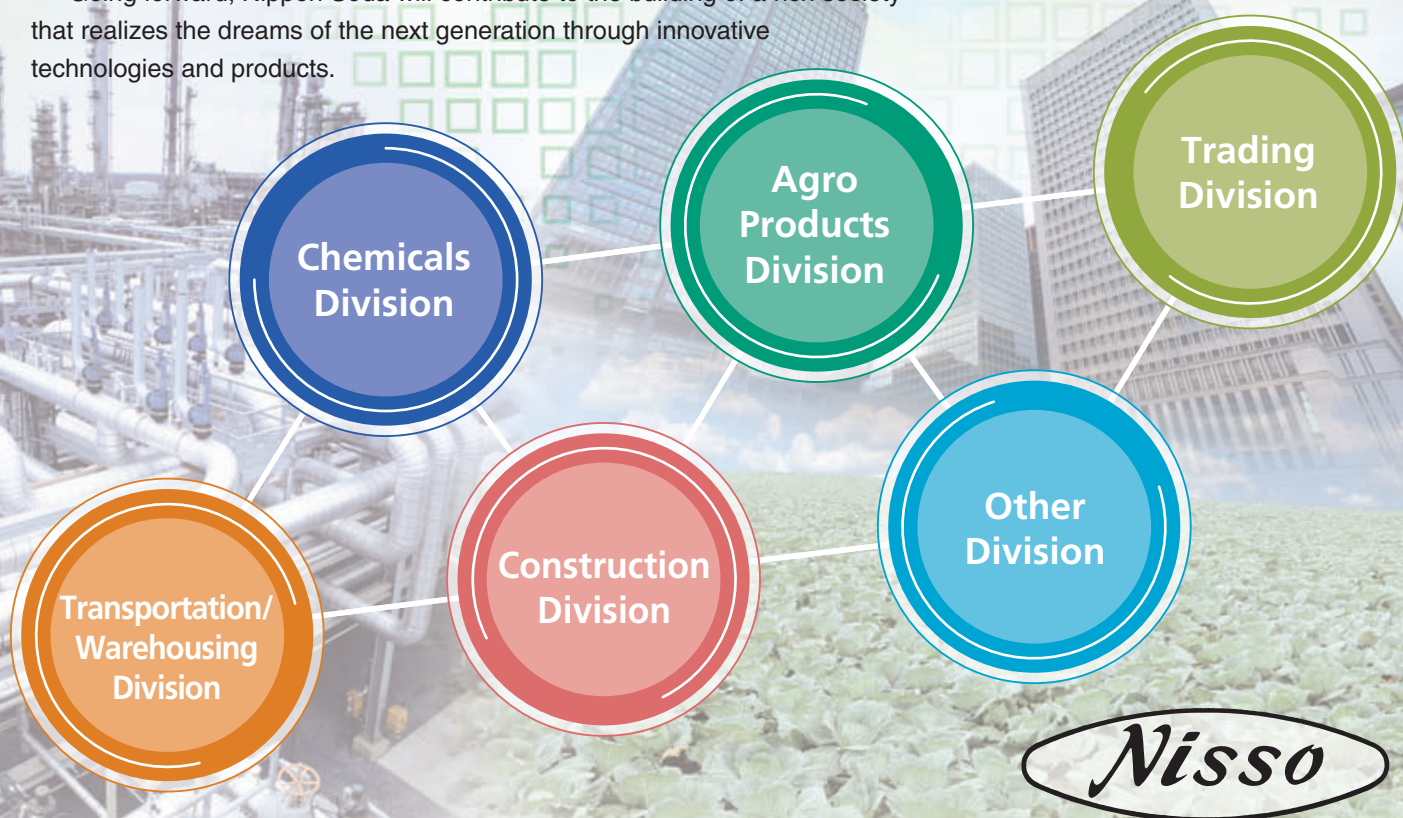 that realizes the dreams of the next generation through innovative
technologies and products.
Chemicals
Division
Agro
Products
Division
Trading
Division
Transportation/
Warehousing
Division
Construction
Division
Other
Division
Nisso